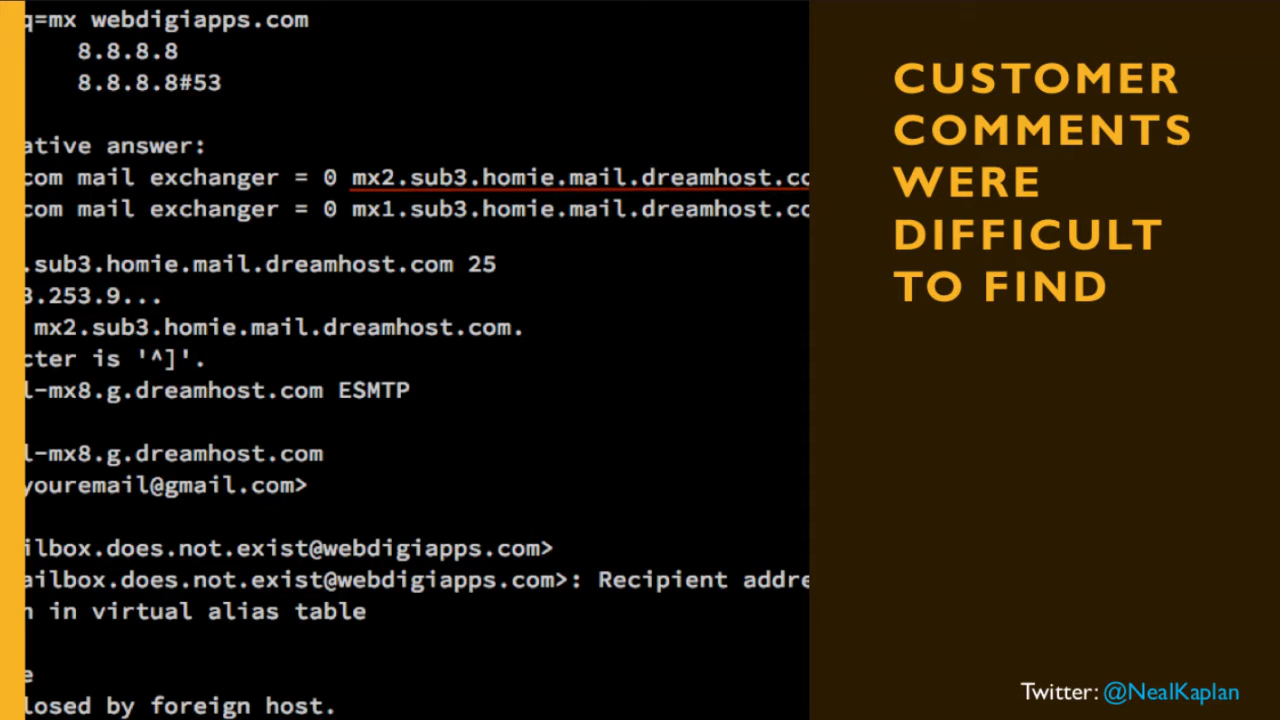 q=mx webdigiapps.com
8.8.8.8
8.8.8.8#53
ative answer:
com mail exchanger = 0 mx2.sub3.homie.mail.dreamhost.co
com mail exchanger = 0 mx1.sub3.homie.mail.dreamhost.co
.sub3.homie.mail.dreamhost.com 25
3.253.9...
mx2.sub3.homie.mail.dreamhost.com.
cter is '^]'.
l-mx8.g.dreamhost.com ESMTP
l-mx8.g.dreamhost.com
youremail@gmail.com>
ilbox.does.not.exist@webdigiapps.com>
ailbox.does.not.exist@webdigiapps.com>: Recipient addre
n in virtual alias table
e
losed by foreign host.
CUSTOMER
COMMENTS
WERE
DIFFICULT
TO FIND
Twitter: @NealKaplan